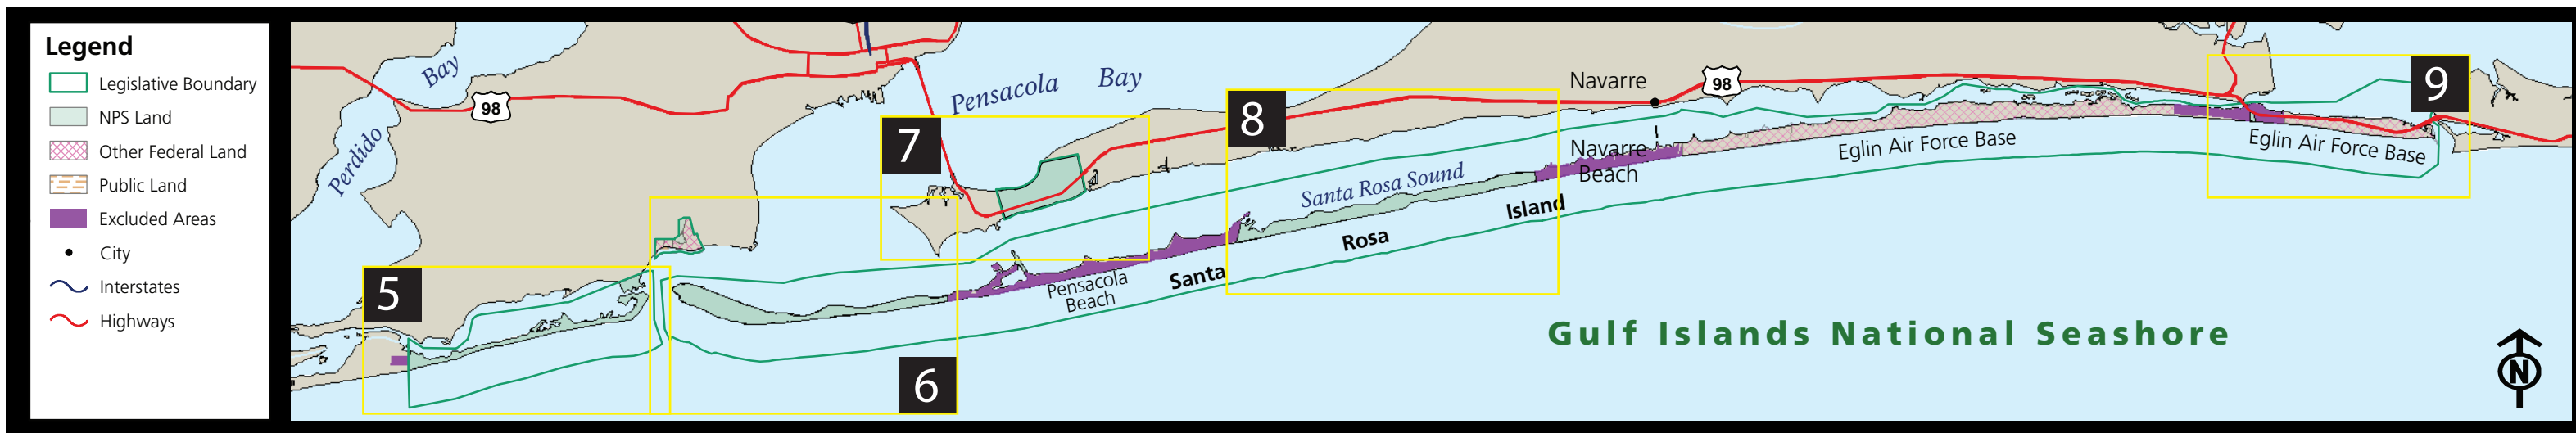 Legend
Legislative Boundary
NPS Land
Other Federal Land
Public Land
Excluded Areas
City
Interstates
Highways
Perdido
Bay
98
Pensacola Bay
Navarre
98
5
6
7
8
9
Santa Rosa Sound
Navarre
Beach
Eglin Air Force Base
Eglin Air Force Base
Pensacola
Beach
Santa
Rosa
Island
Gulf Islands National Seashore
N